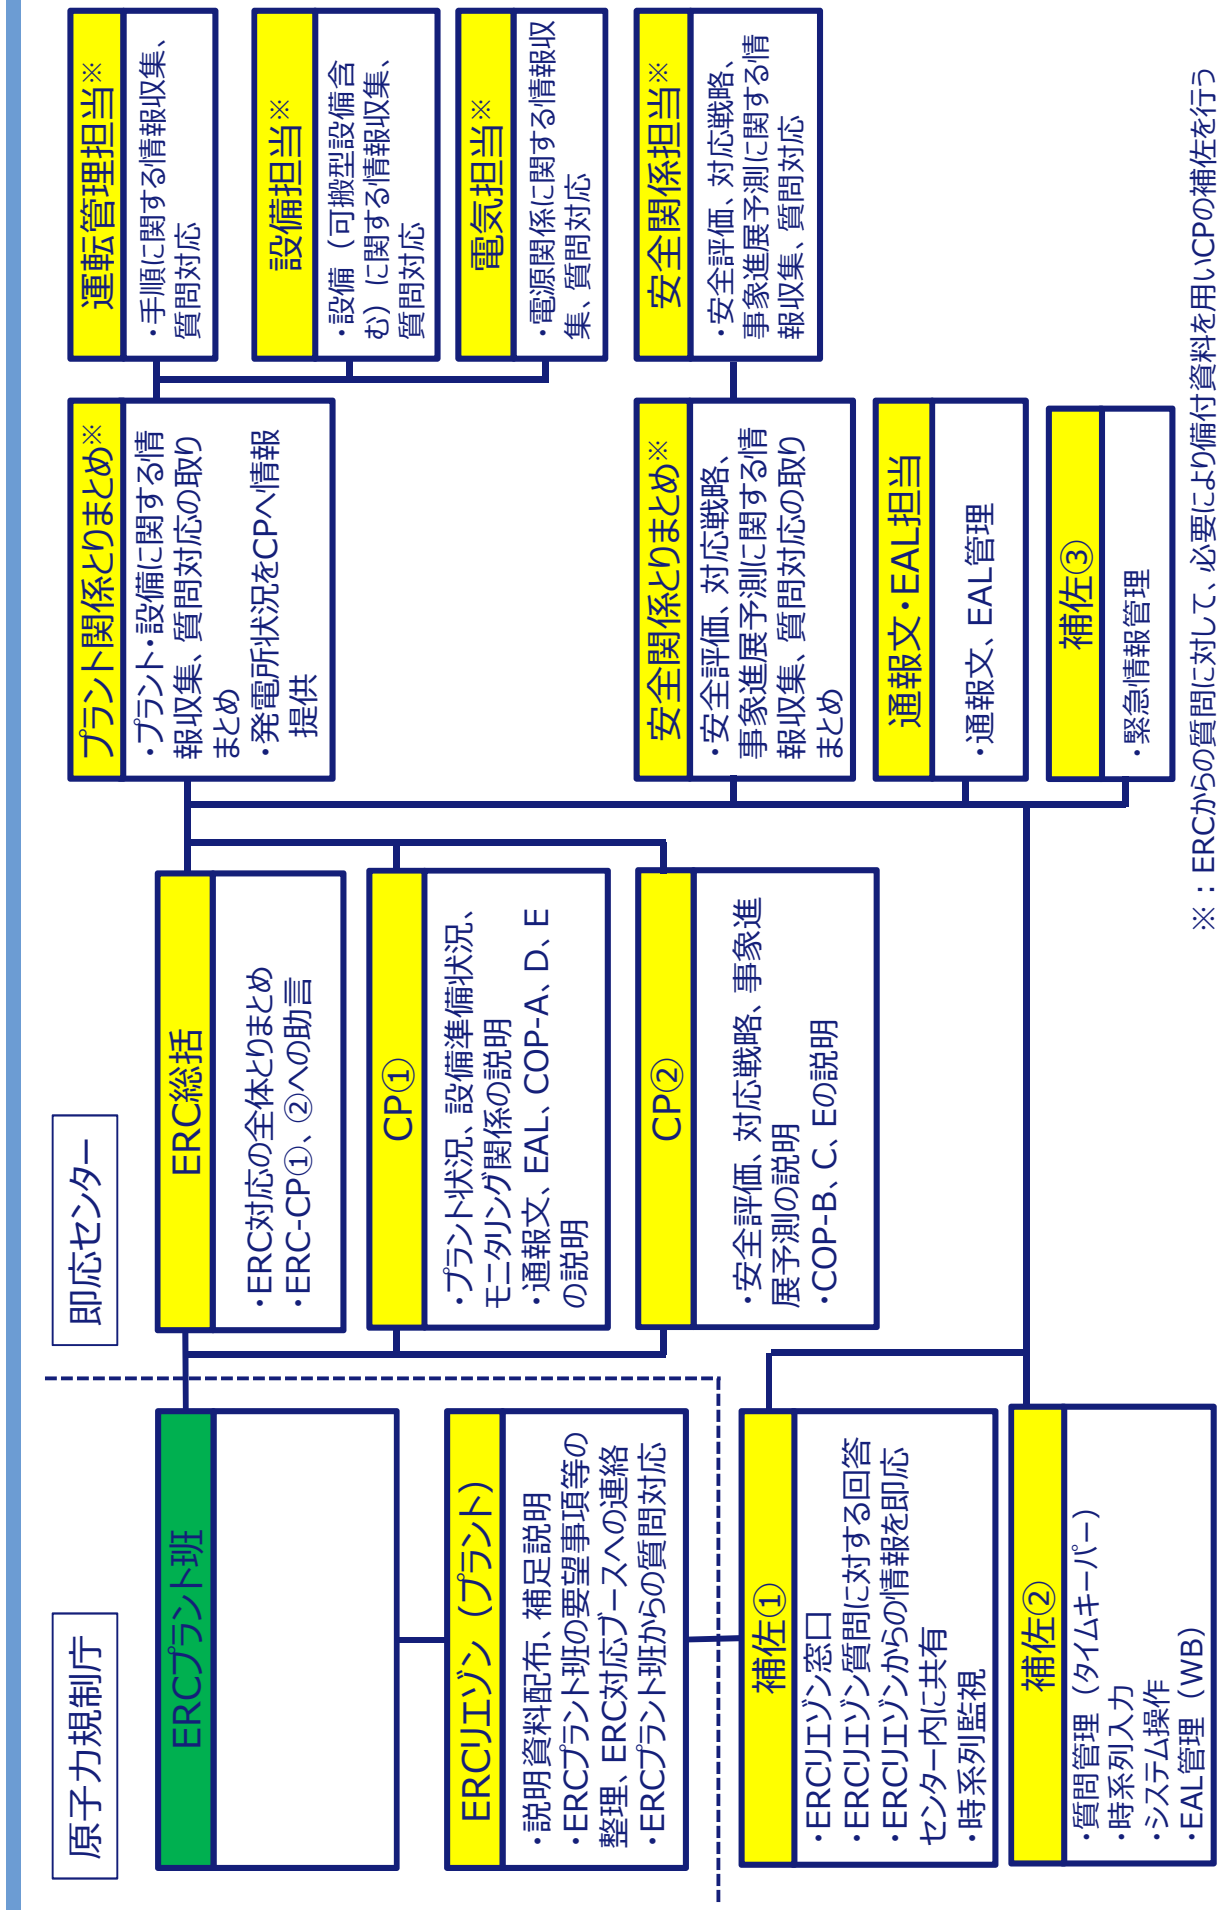 原子力規制庁
ERCプラント班
ERCリエゾン（プラント）
・説明資料配布、補足説明
・ERCプラント班の要望事項等の
整理、ERC対応ブースへの連絡
・ERCプラント班からの質問対応
補佐①
・ERCリエゾン窓口
・ERCリエゾン質問に対する回答
・ERCリエゾンからの情報を即応
センター内に共有
・時系列監視
補佐②
・質問管理（タイムキーパー）
・時系列入力
・システム操作
・EAL管理（WB）
即応センター
ERC総括
・ERC対応の全体とりまとめ
・ERC-CP①、②への助言
CP①
・プラント状況、設備準備状況、
モニタリング関係の説明
・通報文、EAL、COP-A、D、E
の説明
CP②
・安全評価、対応戦略、事象進
展予測の説明
・COP-B、C、Eの説明
プラント関係とりまとめ※
・プラント・設備に関する情
報収集、質問対応の取り
まとめ
・発電所状況をCPへ情報
提供
安全関係とりまとめ※
・安全評価、対応戦略、
事象進展予測に関する情
報収集、質問対応の取り
まとめ
通報文・EAL担当
・通報文、EAL管理
補佐③
・緊急情報管理
運転管理担当※
・手順に関する情報収集、
質問対応
設備担当※
・設備（可搬型設備含
む）に関する情報収集、
質問対応
電気担当※
・電源関係に関する情報収
集、質問対応
安全関係担当※
・安全評価、対応戦略、
事象進展予測に関する情
報収集、質問対応
※：ERCからの質問に対して、必要により備付資料を用いCPの補佐を行う